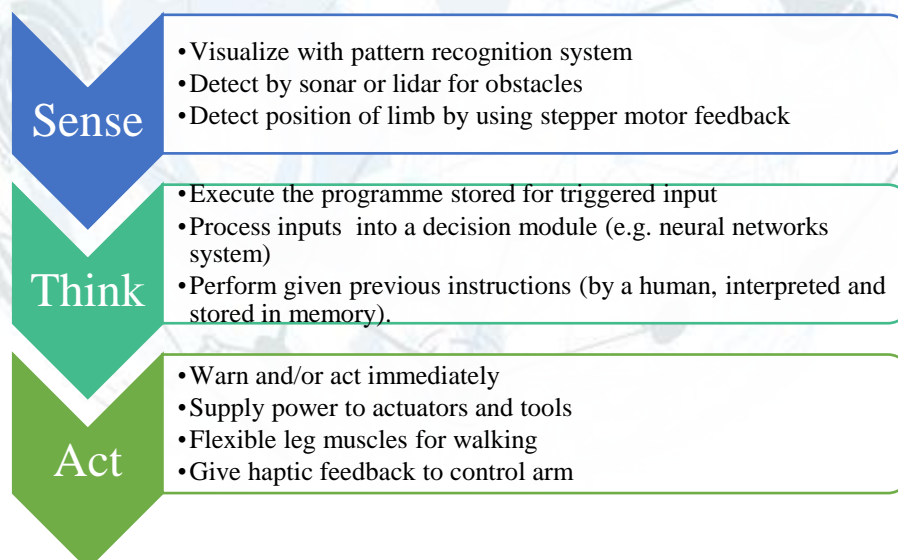 Sense
•Visualize with pattern recognition system
•Detect by sonar or lidar for obstacles
•Detect position of limb by using stepper motor feedback
Think
•Execute the programme stored for triggered input
•Process inputs into a decision module (e.g. neural networks
system)
•Perform given previous instructions (by a human, interpreted and
stored in memory).
Act
•Warn and/or act immediately
•Supply power to actuators and tools
•Flexible leg muscles for walking
•Give haptic feedback to control arm